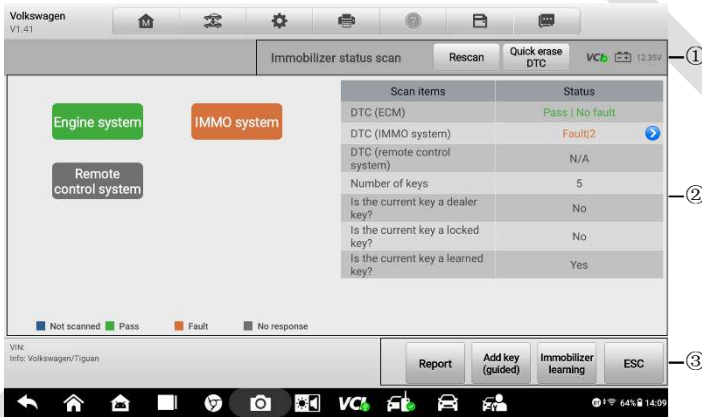 Volkswagen
V1.41
Immobilizer status scan
Rescan
Quick erase
DTC
VCb
12.35V
①
Engine system
IMMO system
Remote
control system
Scan items Status
DTC (ECM) Pass | No fault
DTC (IMMO system) Fault|2
DTC (remote control
system) N/A
Number of keys 5
Is the current key a dealer
key? No
Is the current key a locked
key? No
Is the current key a learned
key? Yes
②
Not scanned Pass Fault No response
VIN:
Info: Volkswagen/Tiguan
Report
Add key
(guided)
Immobilizer
learning
ESC
③
VCI 64% 14:09